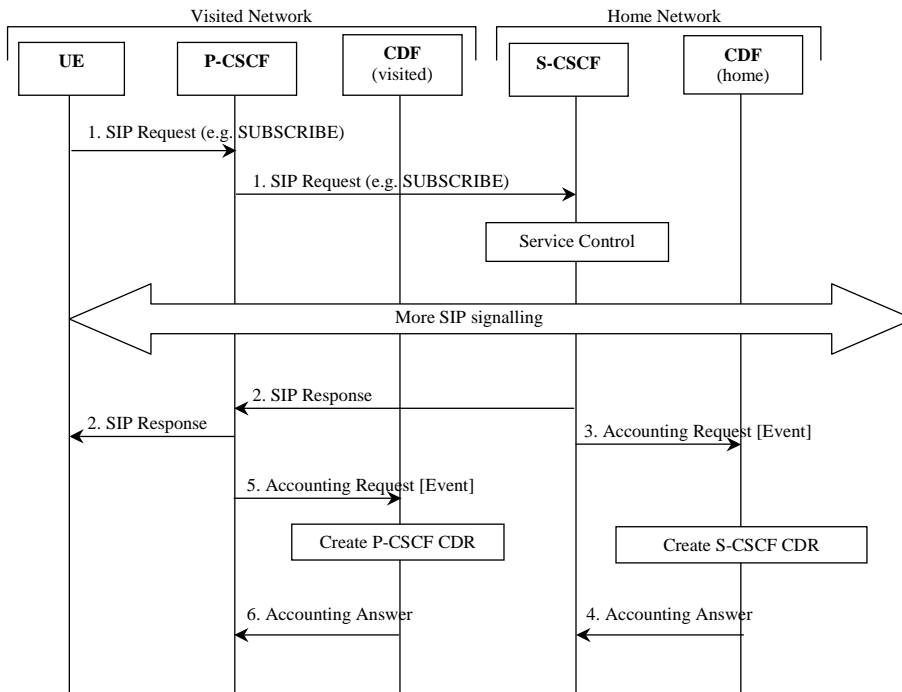 Visited Network
Home Network
UE
P-CSCF
CDF
(visited)
S-CSCF
CDF
(home)
1. SIP Request (e.g. SUBSCRIBE)
1. SIP Request (e.g. SUBSCRIBE)
Service Control
More SIP signalling
2. SIP Response
2. SIP Response
3. Accounting Request [Event]
5. Accounting Request [Event]
Create P-CSCF CDR
Create S-CSCF CDR
6. Accounting Answer
4. Accounting Answer